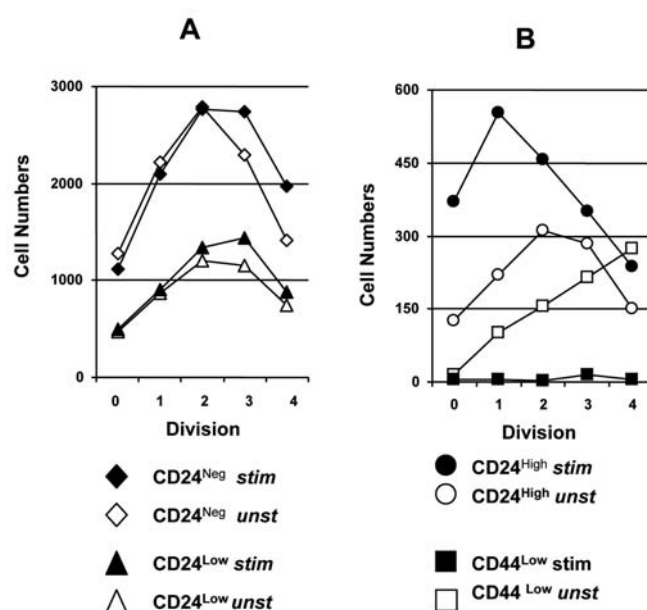 A
3000
2000
1000
0
Cell Numbers
0 1 2 3 4
Division
CD24Neg stim
CD24Neg unst
CD24Low stim
CD24Low unst
B
600
450
300
150
0
Cell Numbers
0 1 2 3 4
Division
CD24High stim
CD24High unst
CD44Low stim
CD44 Low unst